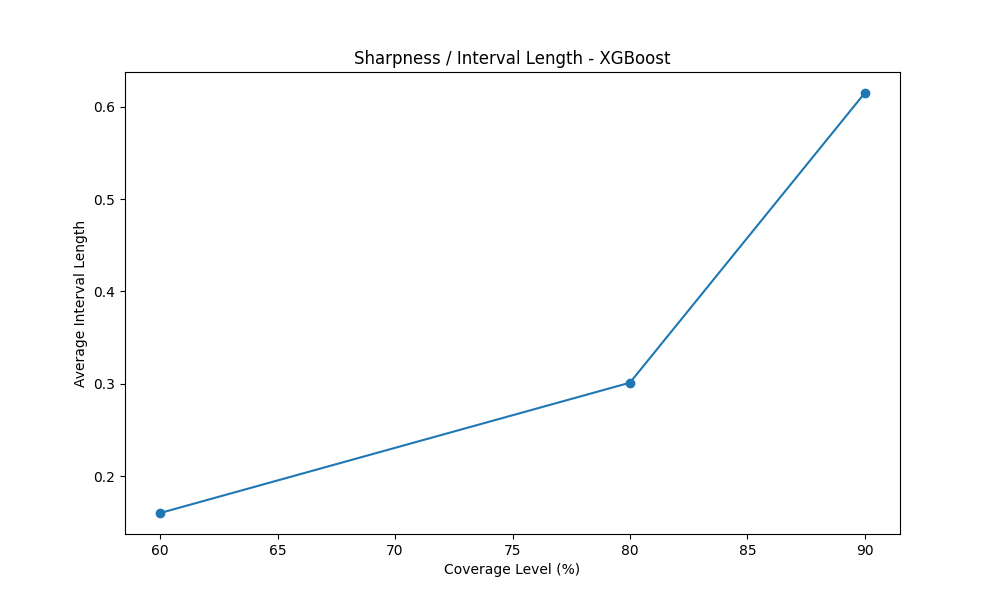 Sharpness / Interval Length - XGBoost
0.6
0.5
0.4
0.3
0.2
Average Interval Length
60 65 70 75 80 85 90
Coverage Level (%)